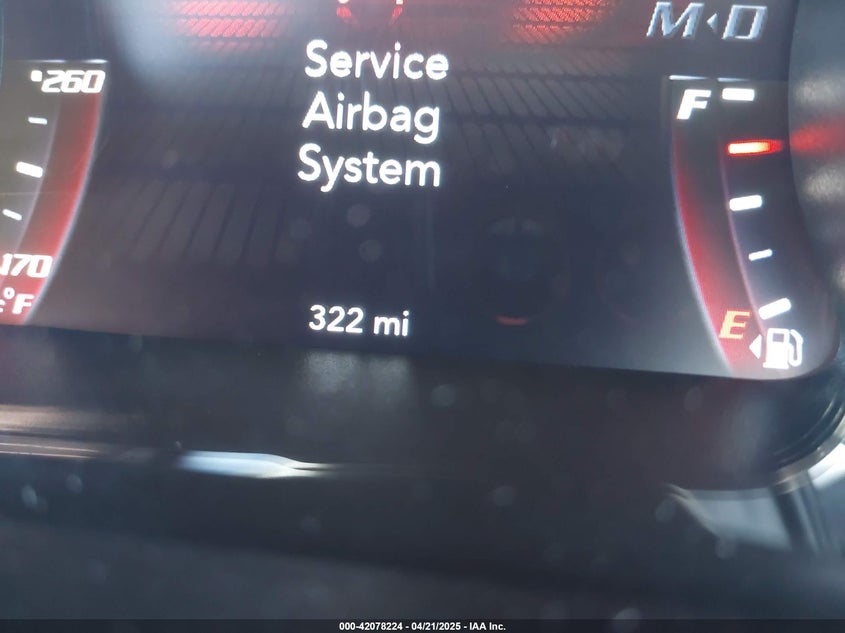 M D
260
F
Service
Airbag
System
170
°F
E
322 mi
000-42078224 - 04/21/2025 - IAA Inc.